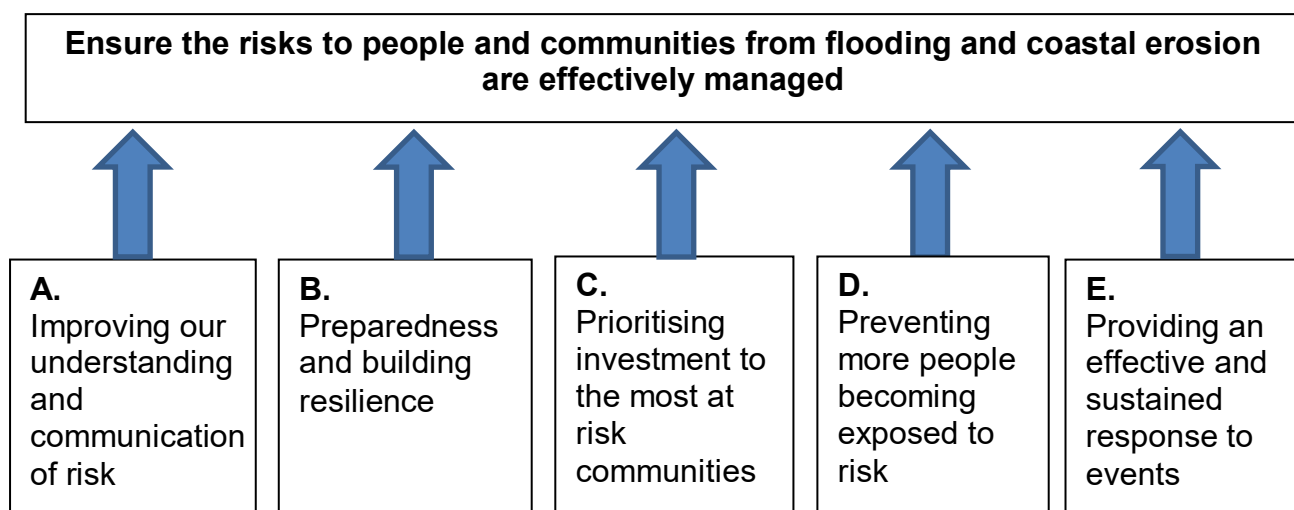 Ensure the risks to people and communities from flooding and coastal erosion
are effectively managed
A.
Improving our
understanding
and
communication
of risk
B.
Preparedness
and building
resilience
C.
Prioritising
investment to
the most at
risk
communities
D.
Preventing
more people
becoming
exposed to
risk
E.
Providing an
effective and
sustained
response to
events